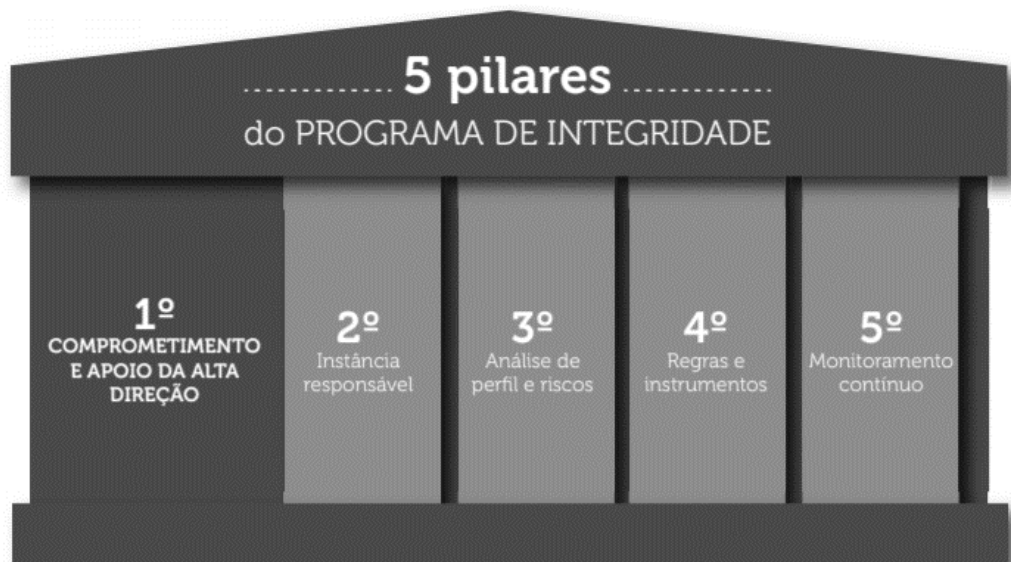 5 pilares
do PROGRAMA DE INTEGRIDADE
1º
COMPROMETIMENTO
E APOIO DA ALTA
DIREÇÃO
2º
Instância
responsável
3º
Análise de
perfil e riscos
4º
Regras e
instrumentos
5º
Monitoramento
contínuo